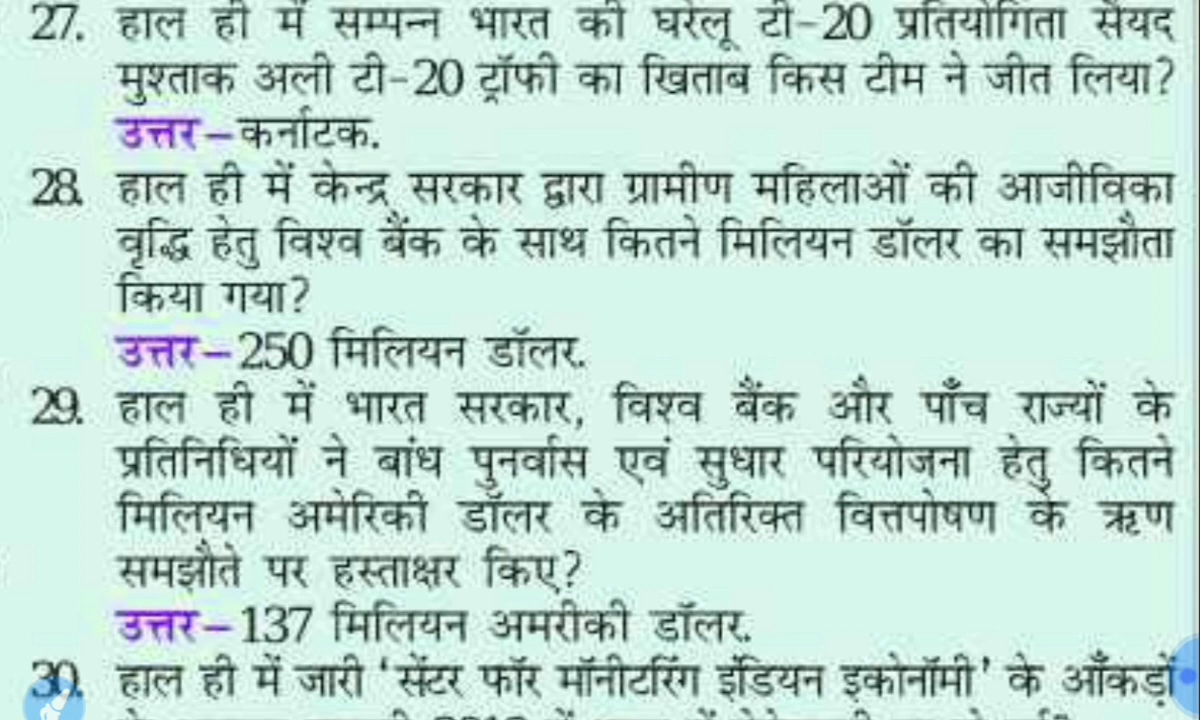 27. हाल ही में सम्पन्न भारत की घरेलू टी-20 प्रतियोगिता सैयद
मुश्ताक अली टी-20 ट्रॉफी का खिताब किस टीम ने जीत लिया?
उत्तर–कर्नाटक.
28. हाल ही में केन्द्र सरकार द्वारा ग्रामीण महिलाओं की आजीविका
वृद्धि हेतु विश्व बैंक के साथ कितने मिलियन डॉलर का समझौता
किया गया?
उत्तर–250 मिलियन डॉलर.
29. हाल ही में भारत सरकार, विश्व बैंक और पाँच राज्यों के
प्रतिनिधियों ने बांध पुनर्वास एवं सुधार परियोजना हेतु कितने
मिलियन अमेरिकी डॉलर के अतिरिक्त वित्तपोषण के ऋण
समझौते पर हस्ताक्षर किए?
उत्तर–137 मिलियन अमरीकी डॉलर.
30. हाल ही में जारी ‘सेंटर फॉर मॉनीटरिंग इंडियन इकोनॉमी’ के आँकड़ों